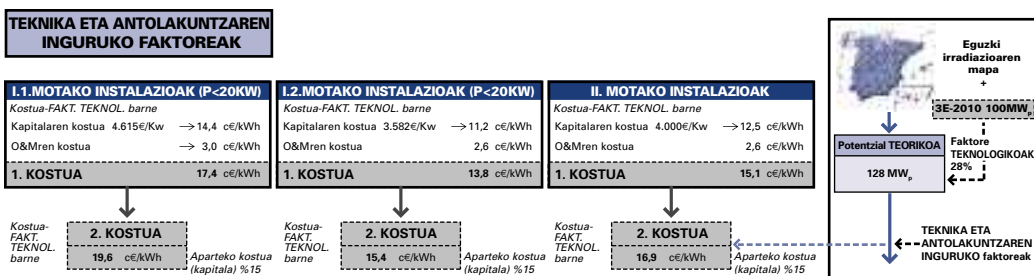 TEKNIKA ETA ANTOLAKUNTZAREN
INGURUKO FAKTOREAK
I.1.MOTAKO INSTALAZIOAK (P<20KW)
Kostua-FAKT. TEKNOL. barne
Kapitalaren kostua 4.615€/Kw → 14,4 c€/kWh
O&Mren kostua → 3,0 c€/kWh
1. KOSTUA 17,4 c€/kWh
Kostua-
FAKT.
TEKNOL.
barne
2. KOSTUA
19,6 c€/kWh
Aparteko kostua
(kapitala) %15
I.2.MOTAKO INSTALAZIOAK (P<20KW)
Kostua-FAKT. TEKNOL. barne
Kapitalaren kostua 3.582€/Kw → 11,2 c€/kWh
O&Mren kostua 2,6 c€/kWh
1. KOSTUA 13,8 c€/kWh
Kostua-
FAKT.
TEKNOL.
barne
2. KOSTUA
15,4 c€/kWh
Aparteko kostua
(kapitala) %15
II. MOTAKO INSTALAZIOAK
Kostua-FAKT. TEKNOL. barne
Kapitalaren kostua 4.000€/Kw → 12,5 c€/kWh
O&Mren kostua 2,6 c€/kWh
1. KOSTUA 15,1 c€/kWh
Kostua-
FAKT.
TEKNOL.
barne
2. KOSTUA
16,9 c€/kWh
Aparteko kostua
(kapitala) %15
Eguzki
irradiazioaren
mapa
+
3E-2010 100MWp
Potentzial TEORIKOA
128 MWp
Faktore
TEKNOLOGIKOAK
28%
TEKNIKA ETA
ANTOLAKUNTZAREN
INGURUKO faktoreak